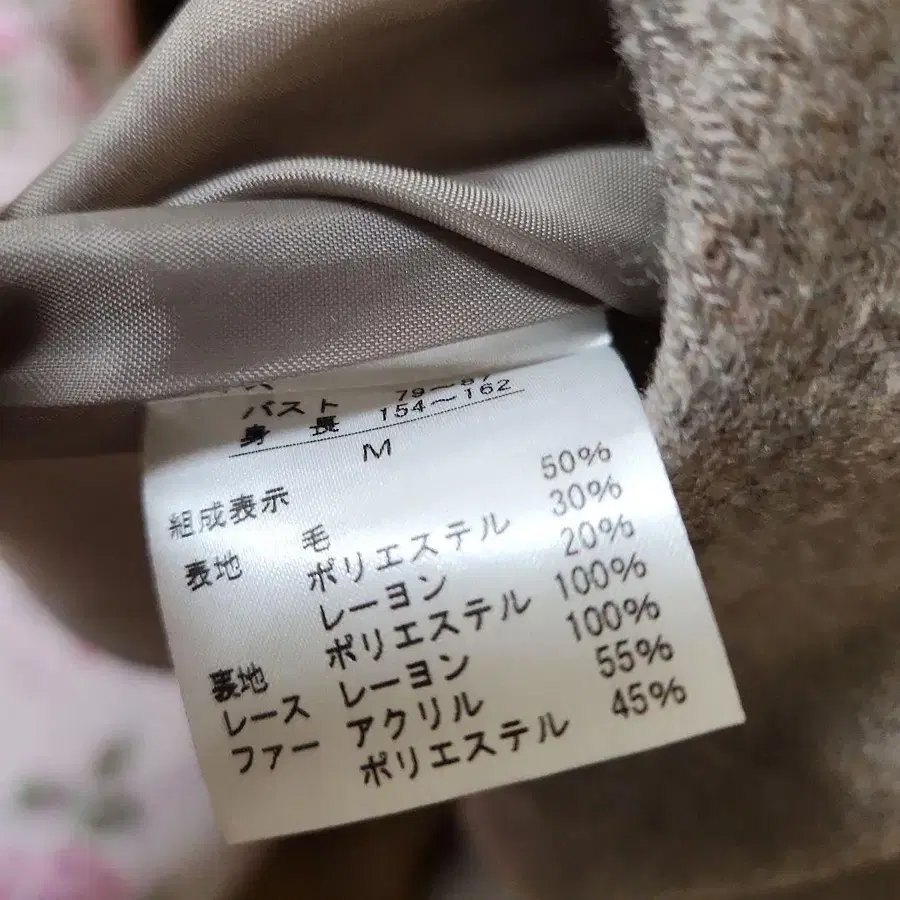 バスト 79～87
身長 154～162
M
組成表示
表地 毛 50%
ポリエステル 30%
レーヨン 20%
裏地 ポリエステル 100%
レース レーヨン 100%
ファー アクリル 55%
ポリエステル 45%